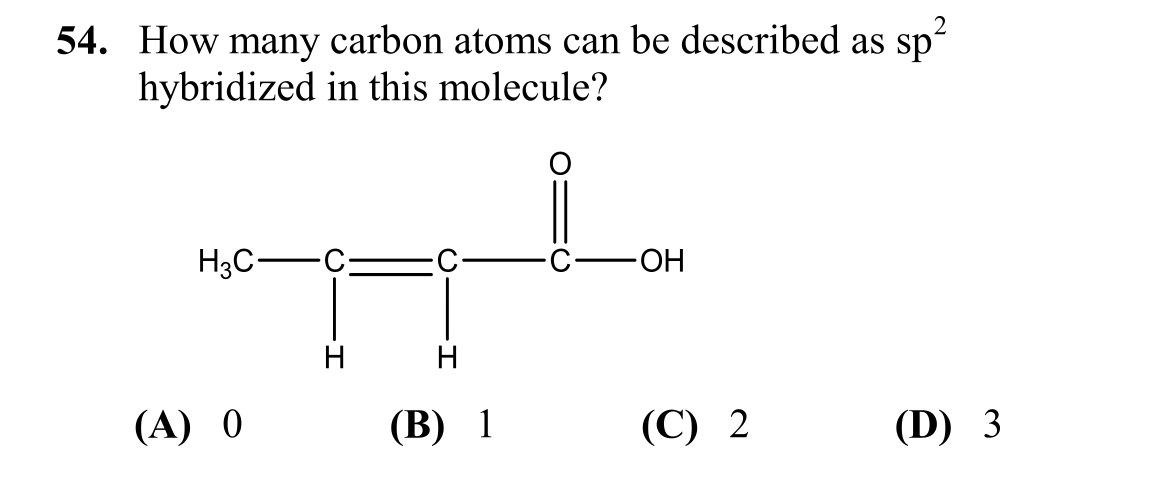 54. How many carbon atoms can be described as sp²
hybridized in this molecule?
O
H₃C C C C OH
H H
(A) 0 (B) 1 (C) 2 (D) 3